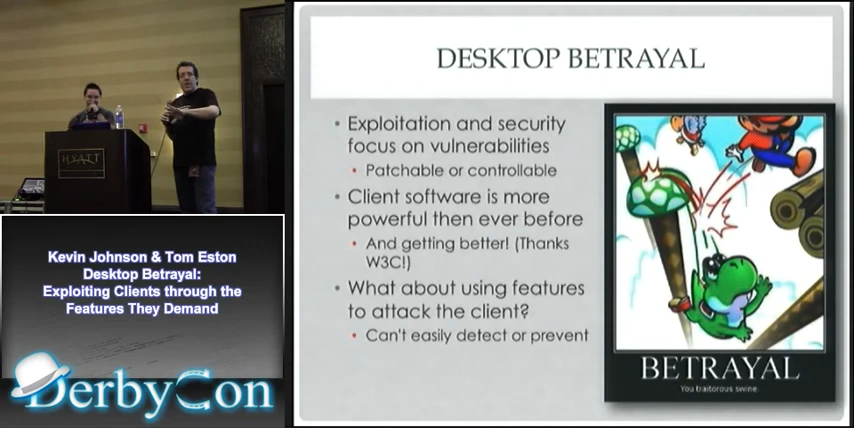 HYATT
Kevin Johnson & Tom Eston
Desktop Betrayal:
Exploiting Clients through the
Features They Demand
DerbyCon
DESKTOP BETRAYAL
• Exploitation and security
focus on vulnerabilities
• Patchable or controllable
• Client software is more
powerful then ever before
• And getting better! (Thanks
W3C!)
• What about using features
to attack the client?
• Can't easily detect or prevent
BETRAYAL
You traitorous swine.